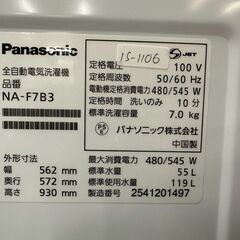 Panasonic
全自動電気洗濯機
品番
NA-F7B3
15-1106
JET
定格電圧 100 V
定格周波数 50/60 Hz
電動機定格消費電力 480/545 W
定格時間 洗いのみ 10分
標準洗濯容量 7.0 kg
パナソニック株式会社
中国製
外形寸法
幅 562 mm
奥行 572 mm
高さ 930 mm
最大消費電力 480/545 W
標準水量 55 L
標準使用水量 119 L
製造番号 2541201497